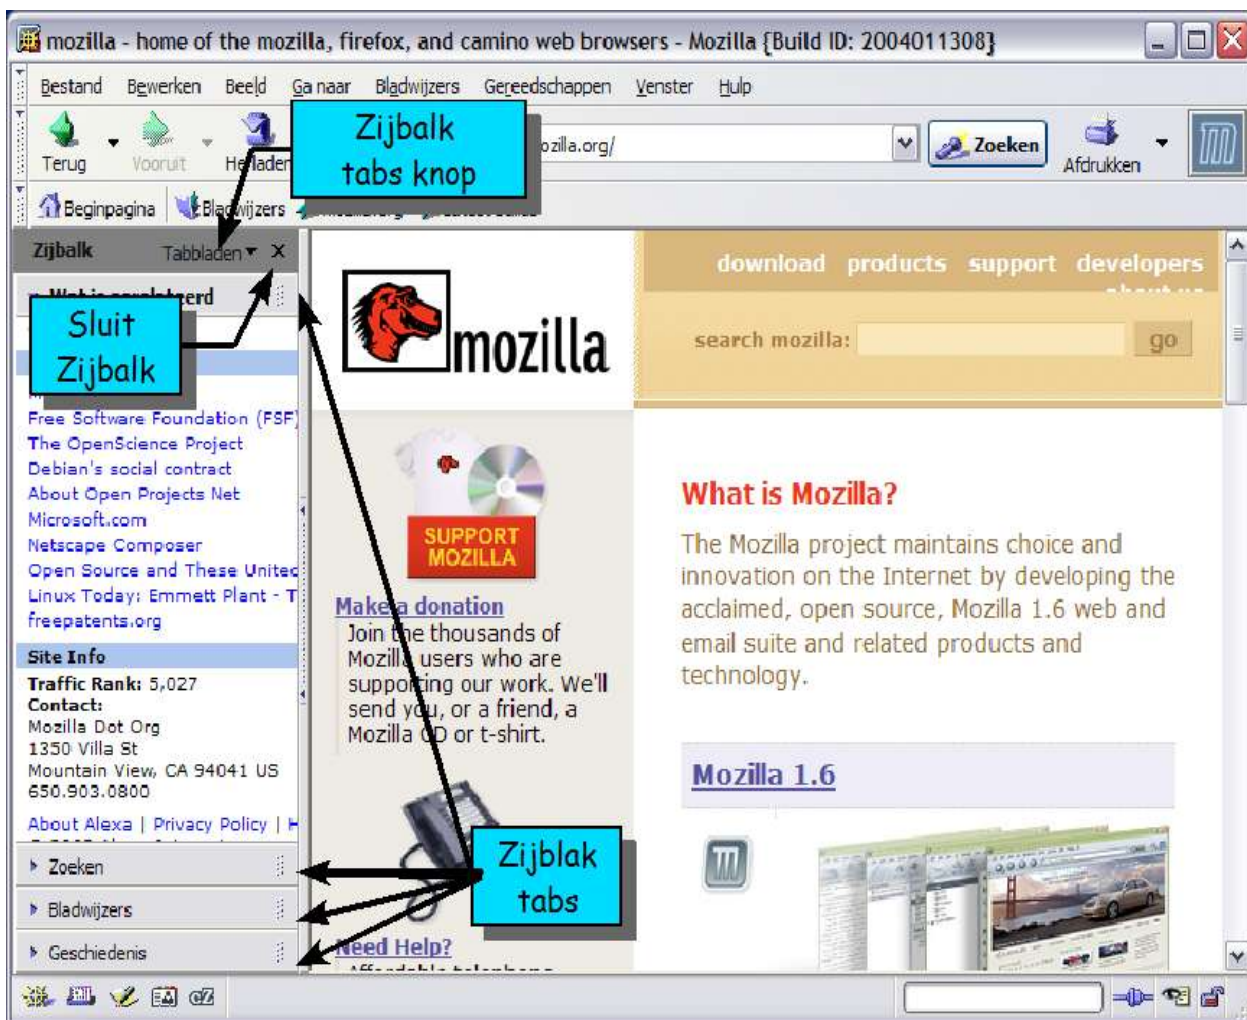 mozilla - home of the mozilla, firefox, and camino web browsers - Mozilla {Build ID: 2004011308}
Bestand Bewerken Beeld Ga naar Bladwijzers Gereedschappen Venster Hulp
Terug Vooruit Herladen
ozilla.org/
Zoeken
Afdrukken
Zijbalk
tabs knop
Beginpagina Bladwijzers
Zijbalk Tabbladen X
Sluit
Zijbalk
Free Software Foundation (FSF)
The OpenScience Project
Debian's social contract
About Open Projects Net
Microsoft.com
Netscape Composer
Open Source and These United
Linux Today: Emmett Plant - T
freepatents.org
Site Info
Traffic Rank: 5,027
Contact:
Mozilla Dot Org
1350 Villa St
Mountain View, CA 94041 US
650.903.0800
About Alexa | Privacy Policy | H
Zoeken
Bladwijzers
Geschiedenis
mozilla
download products support developers
about us
search mozilla: go
SUPPORT
MOZILLA
Make a donation
Join the thousands of
Mozilla users who are
supporting our work. We'll
send you, or a friend, a
Mozilla CD or t-shirt.
Zijblak
tabs
Need Help?
Affordable telephone
What is Mozilla?
The Mozilla project maintains choice and
innovation on the Internet by developing the
acclaimed, open source, Mozilla 1.6 web and
email suite and related products and
technology.
Mozilla 1.6